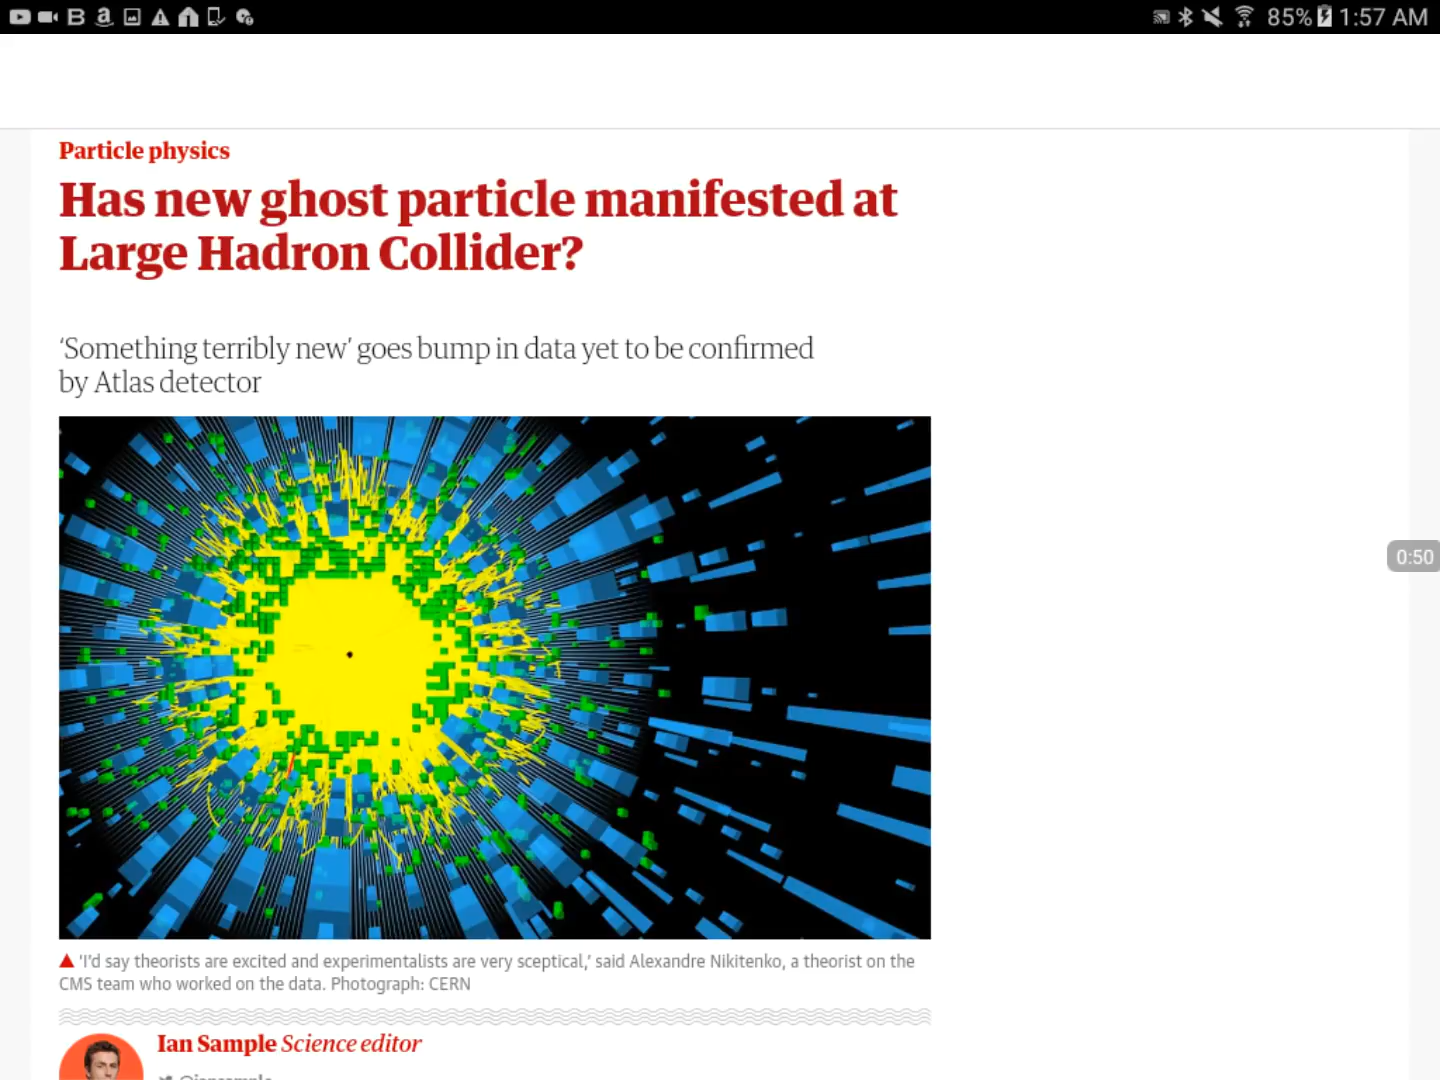 85% 1:57 AM
Particle physics
Has new ghost particle manifested at
Large Hadron Collider?
‘Something terribly new’ goes bump in data yet to be confirmed
by Atlas detector
0:50
‘I’d say theorists are excited and experimentalists are very sceptical,’ said Alexandre Nikitenko, a theorist on the
CMS team who worked on the data. Photograph: CERN
Ian Sample Science editor